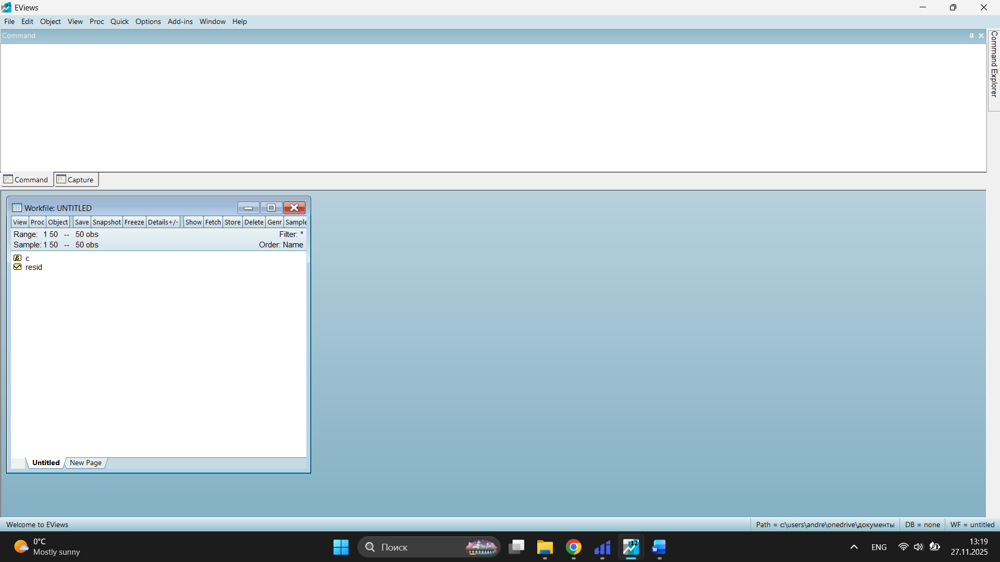 EViews
File Edit Object View Proc Quick Options Add-ins Window Help
Command
Command Explorer
Command Capture
Workfile: UNTITLED
View Proc Object Save Snapshot Freeze Details+/- Show Fetch Store Delete Genr Sample
Range: 1 50 -- 50 obs Filter: *
Sample: 1 50 -- 50 obs Order: Name
β c
resid
Untitled New Page
Welcome to EViews Path = c:\users\andre\onedrive\документы DB = none WF = untitled
0°C
Mostly sunny
Поиск
12
W
ENG
13:19
27.11.2025